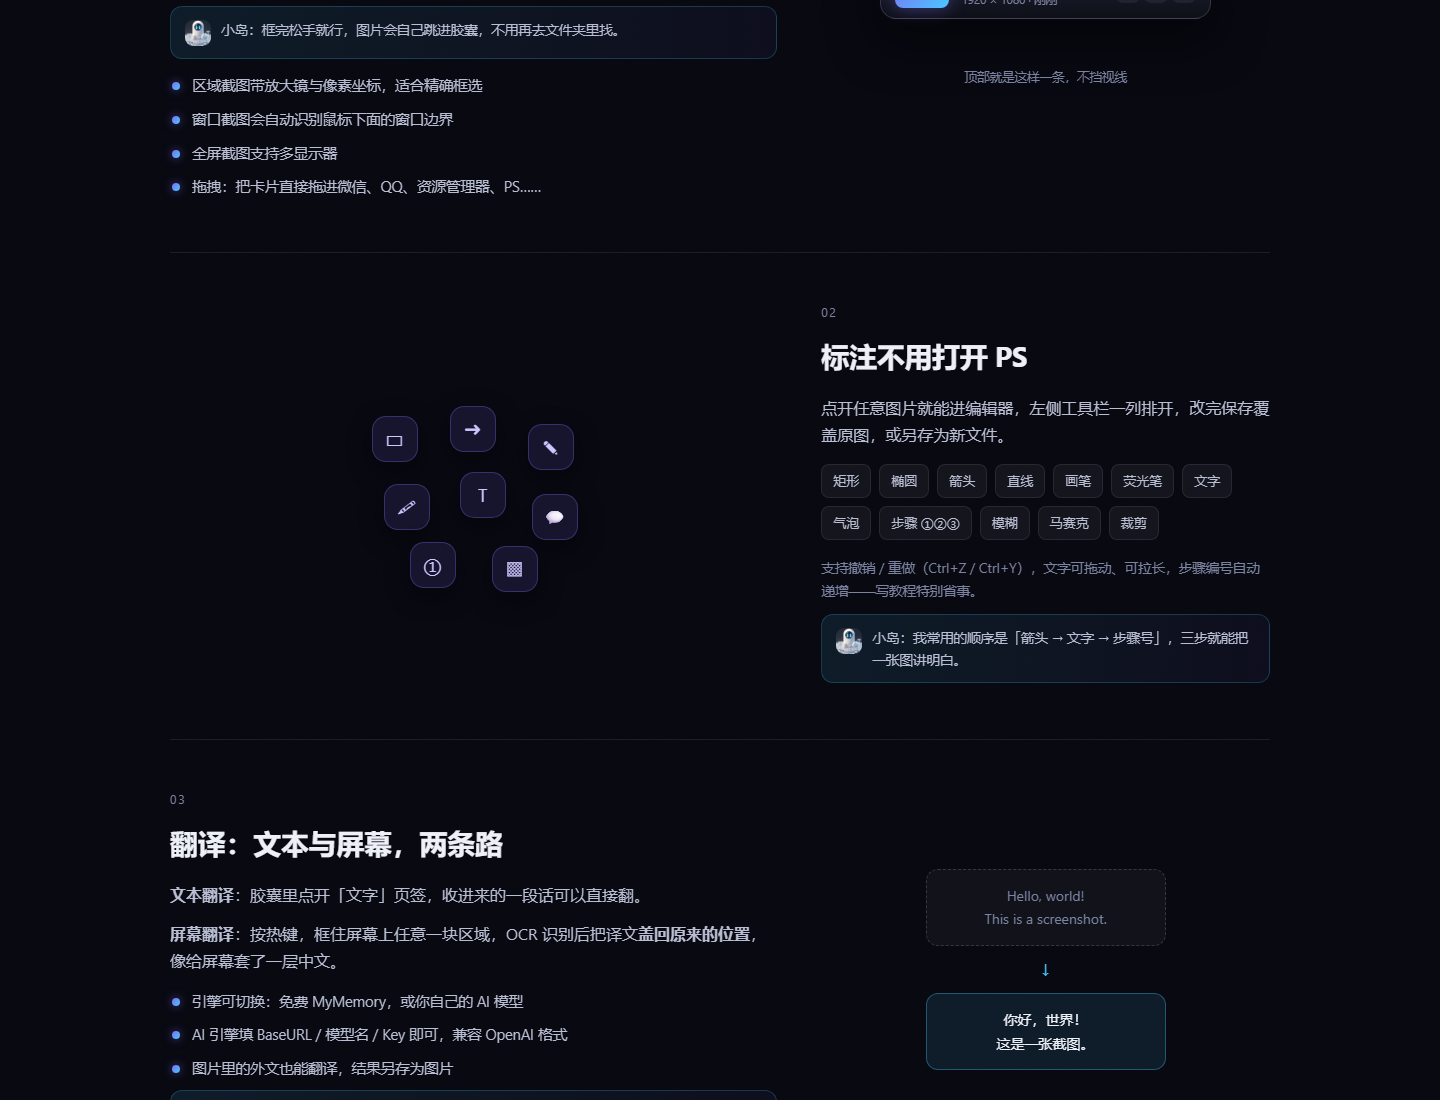 1920 × 1080 · 刚刚
小岛：框完松手就行，图片会自己跳进胶囊，不用再去文件夹里找。
顶部就是这样一条，不挡视线
区域截图带放大镜与像素坐标，适合精确框选
窗口截图会自动识别鼠标下面的窗口边界
全屏截图支持多显示器
拖拽：把卡片直接拖进微信、QQ、资源管理器、PS……
02
标注不用打开 PS
点开任意图片就能进编辑器，左侧工具栏一列排开，改完保存覆
盖原图，或另存为新文件。
矩形 椭圆 箭头 直线 画笔 荧光笔 文字
气泡 步骤 ①②③ 模糊 马赛克 裁剪
支持撤销 / 重做（Ctrl+Z / Ctrl+Y），文字可拖动、可拉长，步骤编号自动
递增——写教程特别省事。
小岛：我常用的顺序是「箭头 → 文字 → 步骤号」，三步就能把
一张图讲明白。
T
①
03
翻译：文本与屏幕，两条路
文本翻译：胶囊里点开「文字」页签，收进来的一段话可以直接翻。
屏幕翻译：按热键，框住屏幕上任意一块区域，OCR 识别后把译文盖回原来的位置，
像给屏幕套了一层中文。
引擎可切换：免费 MyMemory，或你自己的 AI 模型
AI 引擎填 BaseURL / 模型名 / Key 即可，兼容 OpenAI 格式
图片里的外文也能翻译，结果另存为图片
Hello, world!
This is a screenshot.
↓
你好，世界！
这是一张截图。